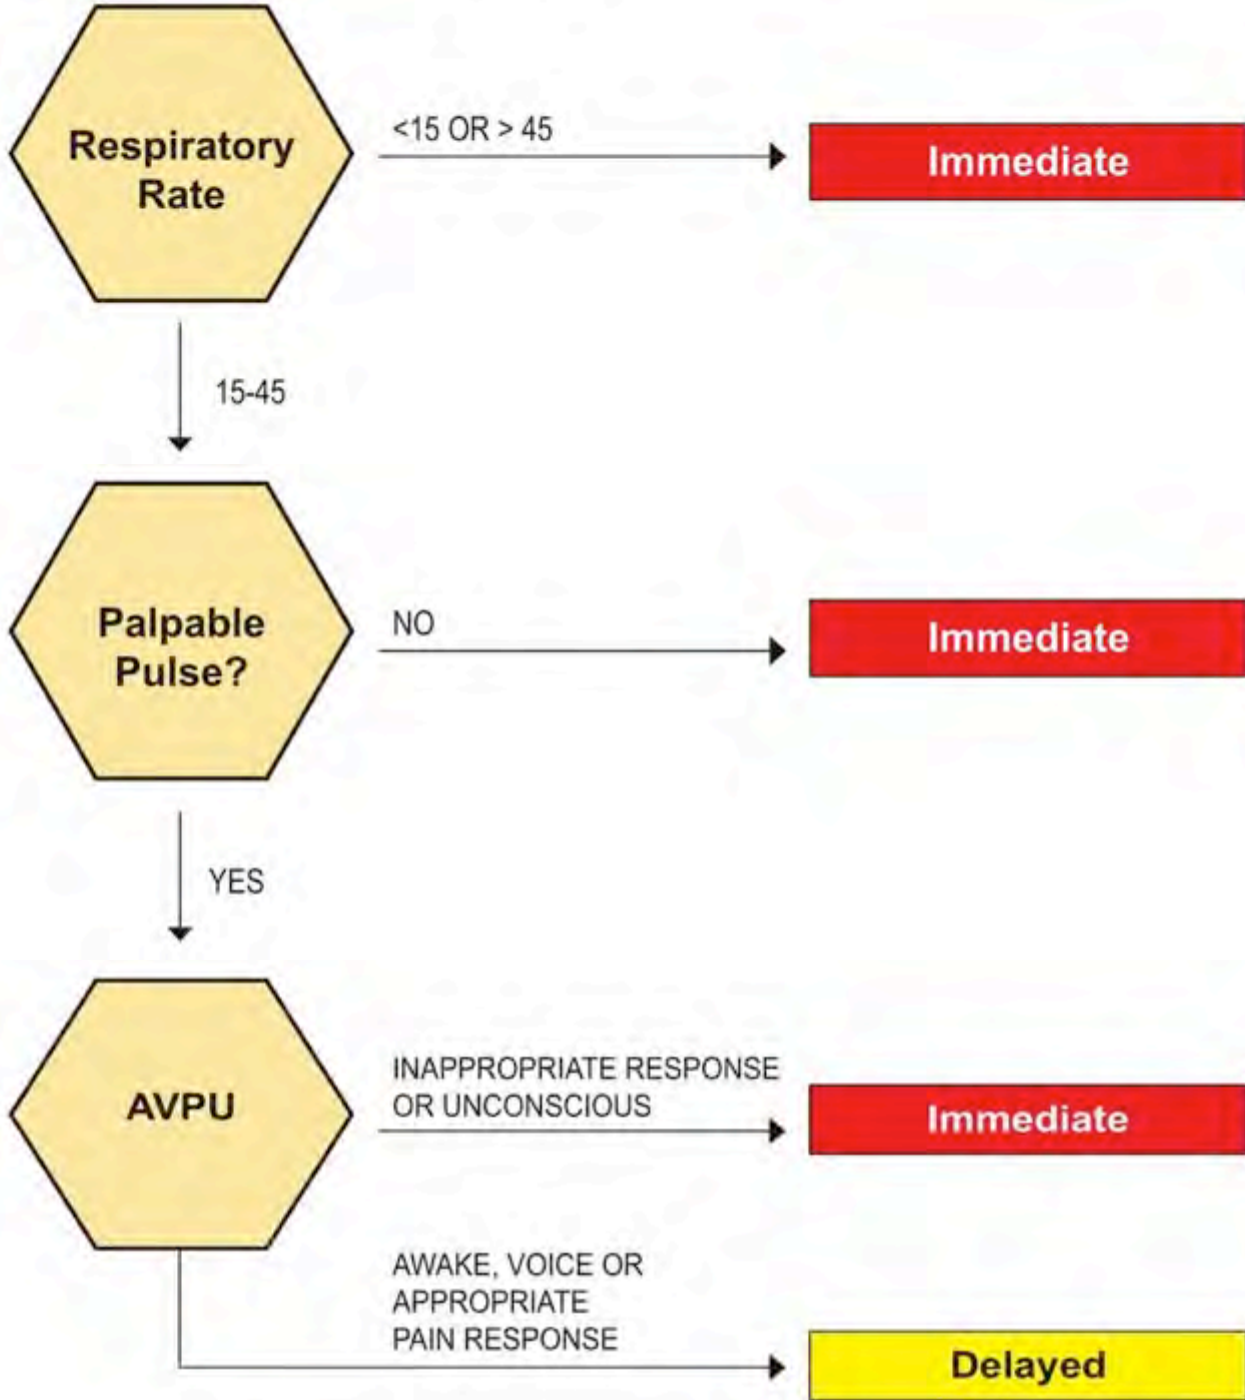 Respiratory
Rate
<15 OR > 45
Immediate
15-45
Palpable
Pulse?
NO
Immediate
YES
AVPU
INAPPROPRIATE RESPONSE
OR UNCONSCIOUS
Immediate
AWAKE, VOICE OR
APPROPRIATE
PAIN RESPONSE
Delayed